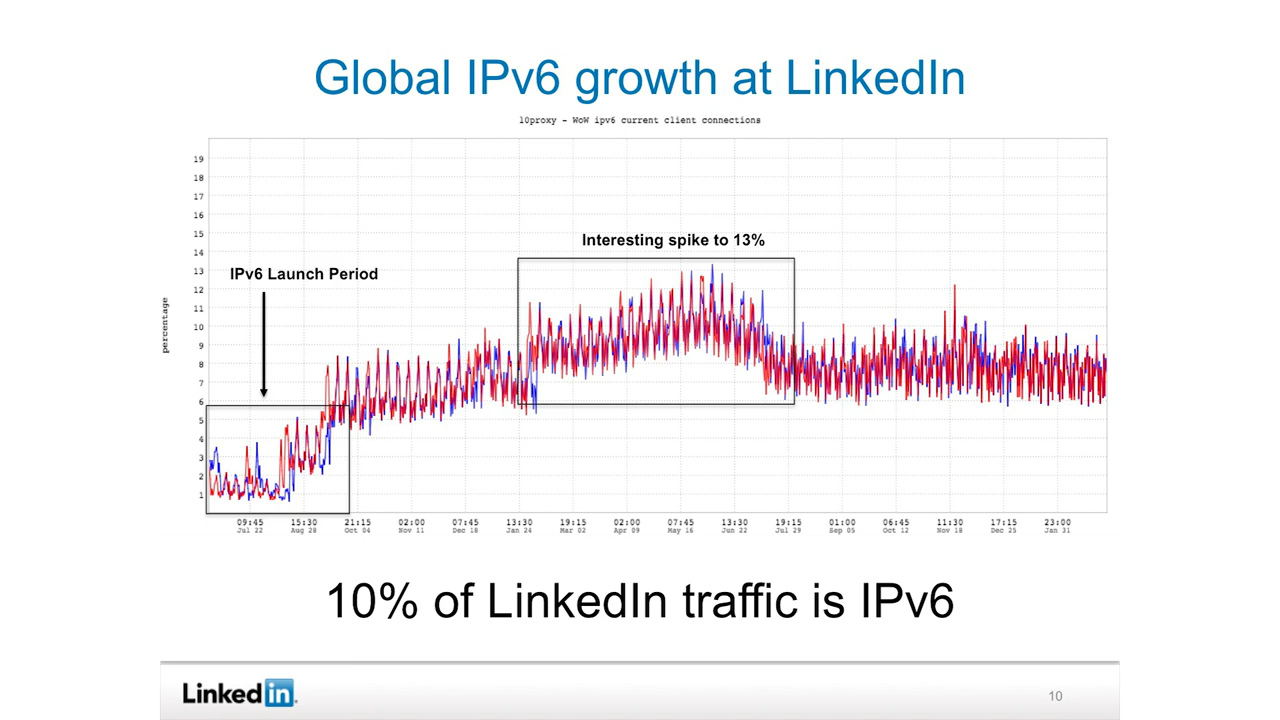 Global IPv6 growth at LinkedIn
l0proxy - WoW ipv6 current client connections
19
18
17
16
15
14
13
12
11
10
9
8
7
6
5
4
3
2
1
percentage
Interesting spike to 13%
IPv6 Launch Period
09:45 15:30 21:15 02:00 07:45 13:30 19:15 02:00 07:45 13:30 19:15 01:00 06:45 11:30 17:15 23:00
Jul 22 Aug 28 Oct 04 Nov 11 Dec 18 Jan 24 Mar 02 Apr 09 May 16 Jun 22 Jul 29 Sep 05 Oct 12 Nov 18 Dec 25 Jan 31
10% of LinkedIn traffic is IPv6
LinkedIn
10